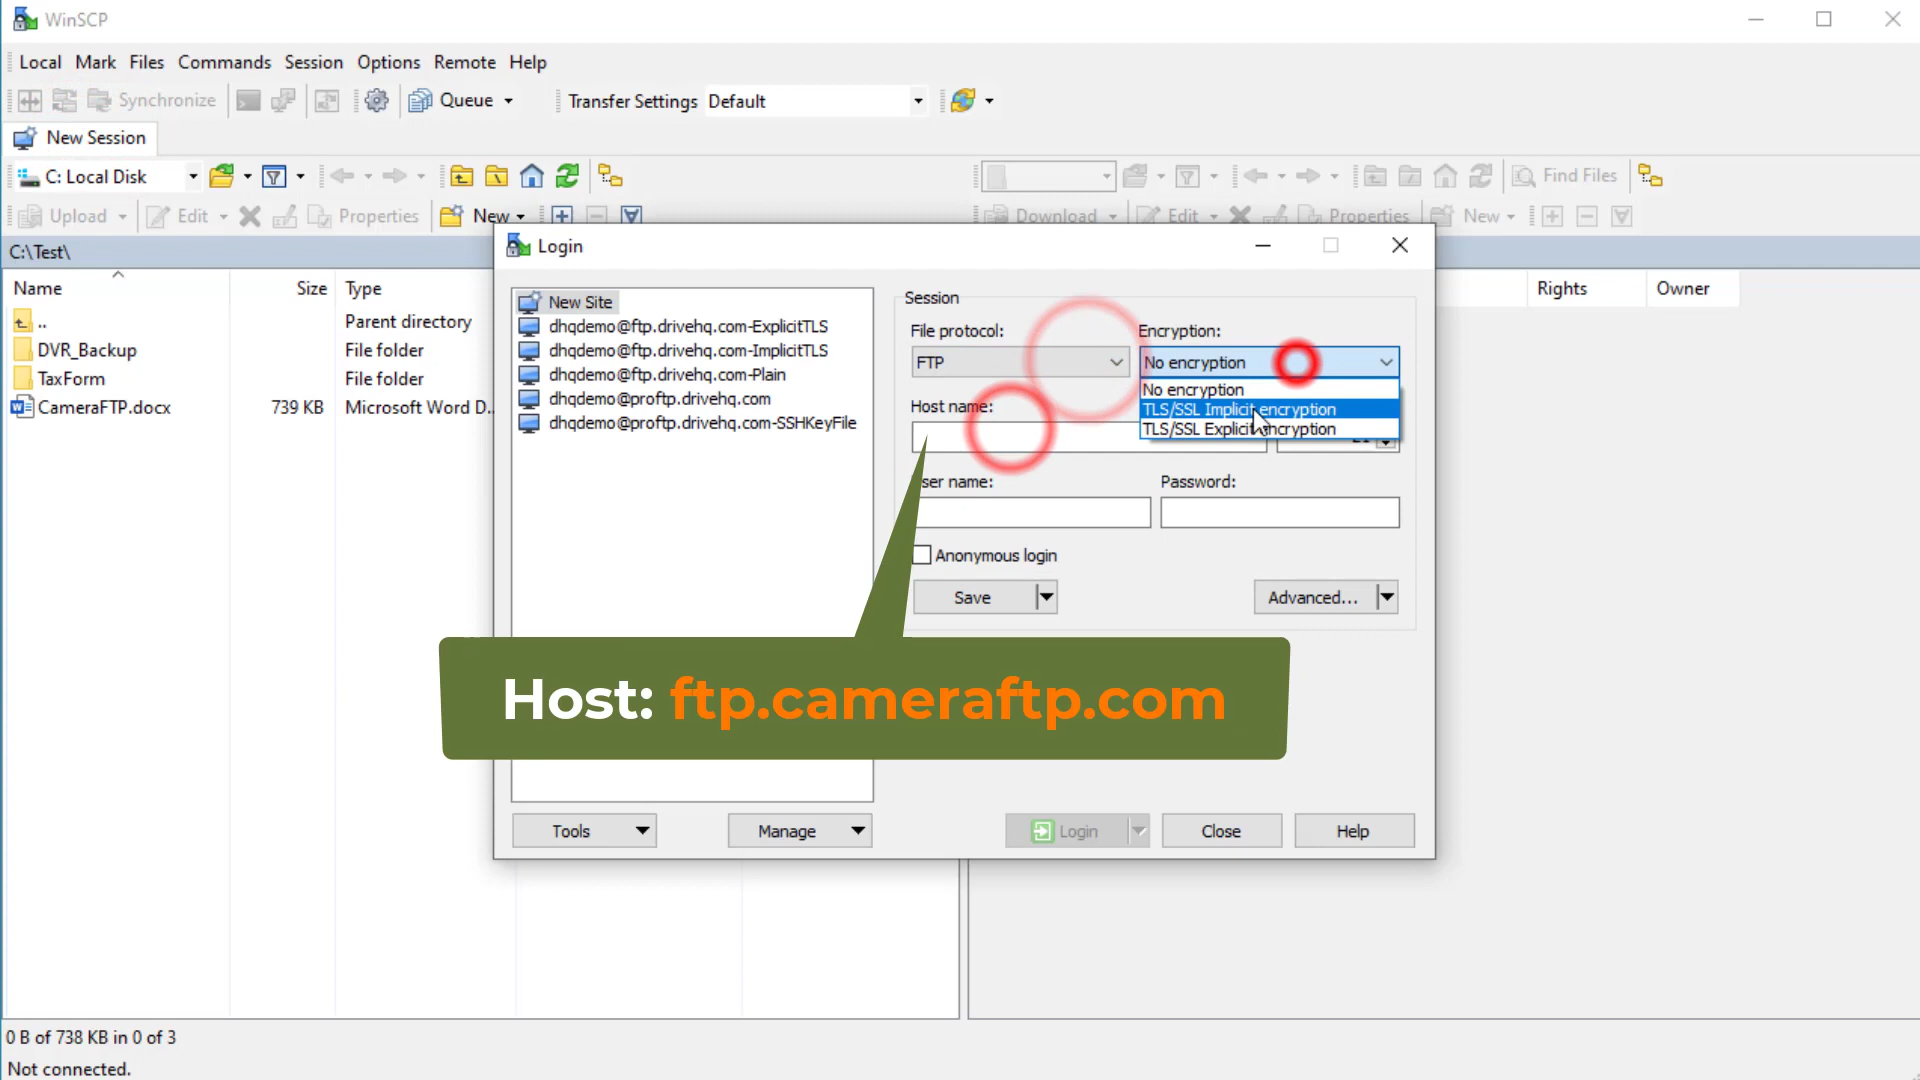 WinSCP
Local Mark Files Commands Session Options Remote Help
Synchronize Queue Transfer Settings Default
New Session
C: Local Disk Find Files
Upload Edit Properties New Download Edit Properties New
C:\Test\
Name Size Type Rights Owner
.. Parent directory
DVR_Backup File folder
TaxForm File folder
CameraFTP.docx 739 KB Microsoft Word D...
Login
New Site
dhqdemo@ftp.drivehq.com-ExplicitTLS
dhqdemo@ftp.drivehq.com-ImplicitTLS
dhqdemo@ftp.drivehq.com-Plain
dhqdemo@proftp.drivehq.com
dhqdemo@proftp.drivehq.com-SSHKeyFile
Session
File protocol: Encryption:
FTP No encryption
No encryption
TLS/SSL Implicit encryption
TLS/SSL Explicit encryption
Host name:
ser name: Password:
Anonymous login
Save Advanced...
Host: ftp.cameraftp.com
Tools Manage Login Close Help
0 B of 738 KB in 0 of 3
Not connected.